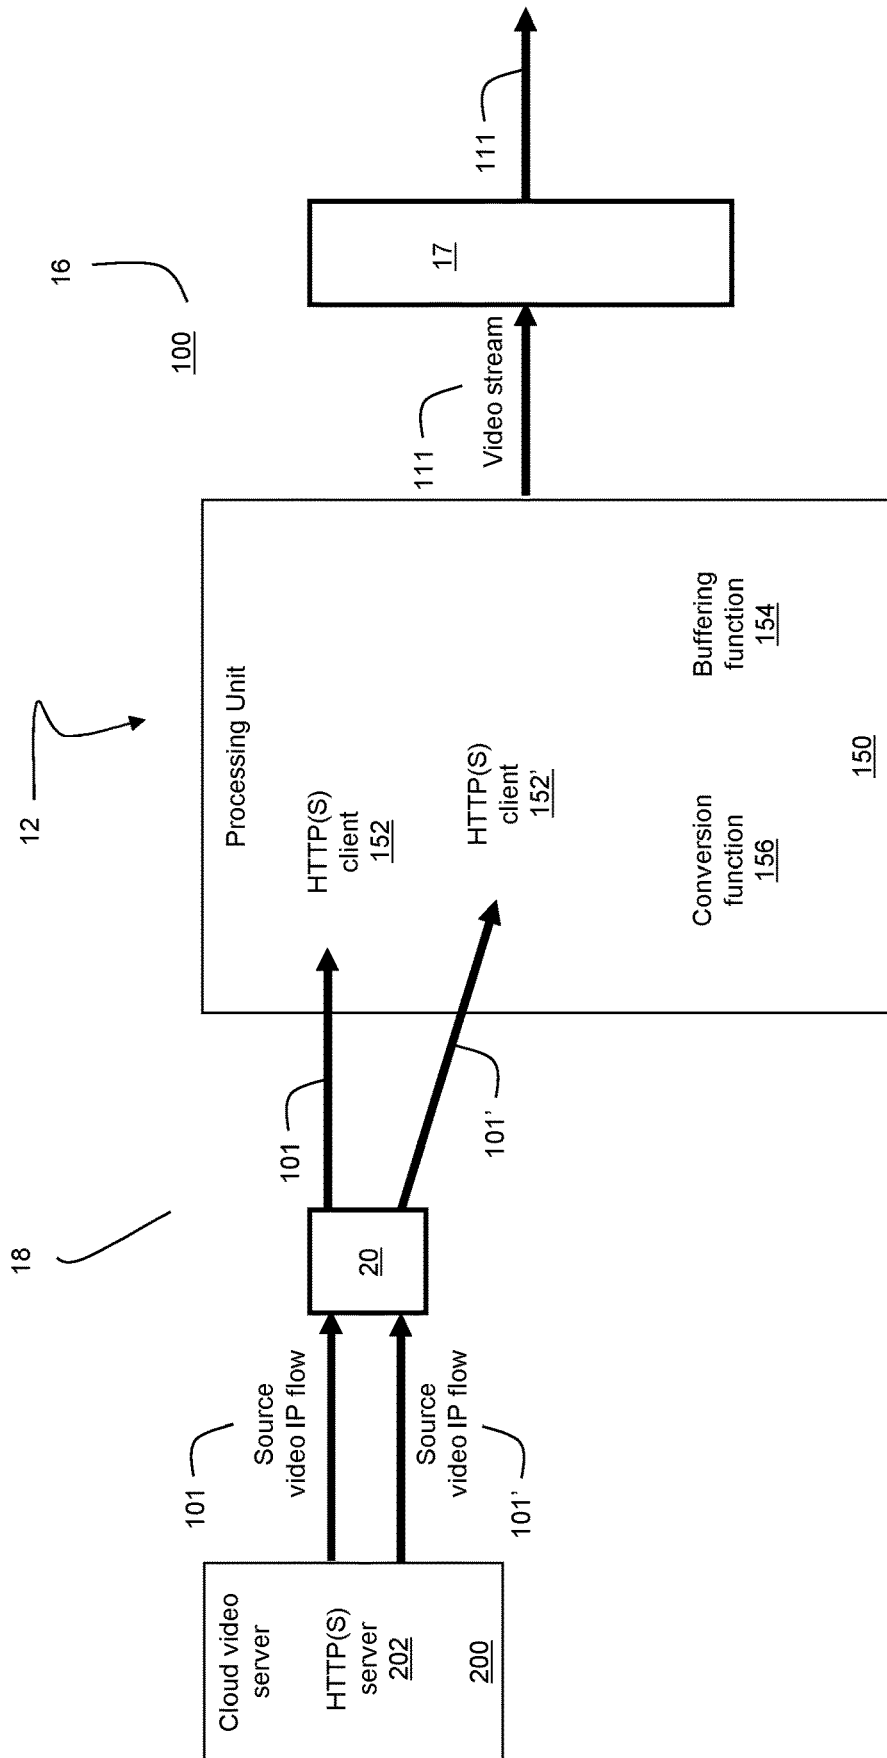 Cloud video
server
HTTP(S)
server
202
200
101
Source
video IP flow
Source
video IP flow
101'
18
20
101
101'
12
Processing Unit
HTTP(S)
client
152
HTTP(S)
client
152'
Conversion
function
156
Buffering
function
154
150
111
Video stream
16
100
17
111